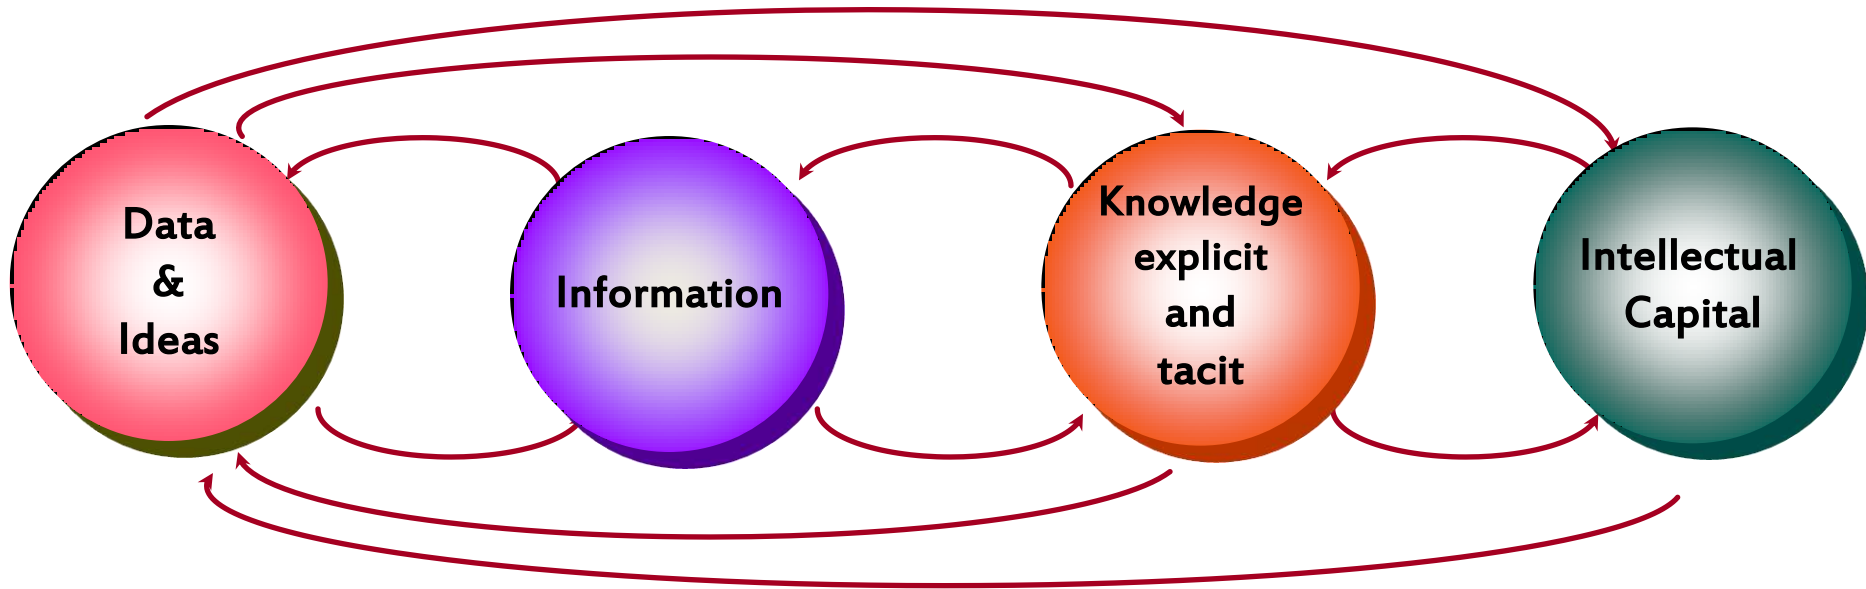 Data
&
Ideas
Information
Knowledge
explicit
and
tacit
Intellectual
Capital